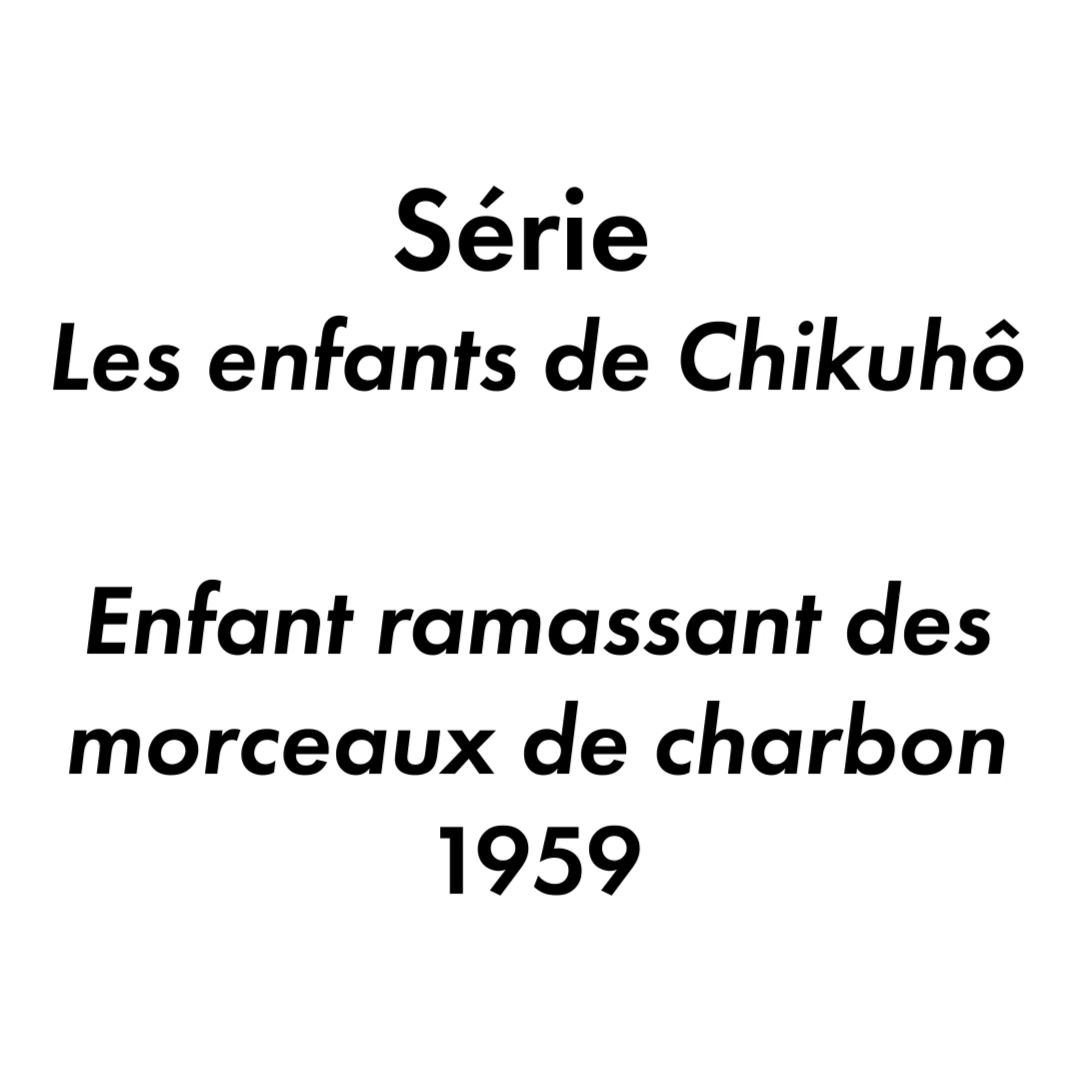 Série
Les enfants de Chikuhô
Enfant ramassant des
morceaux de charbon
1959